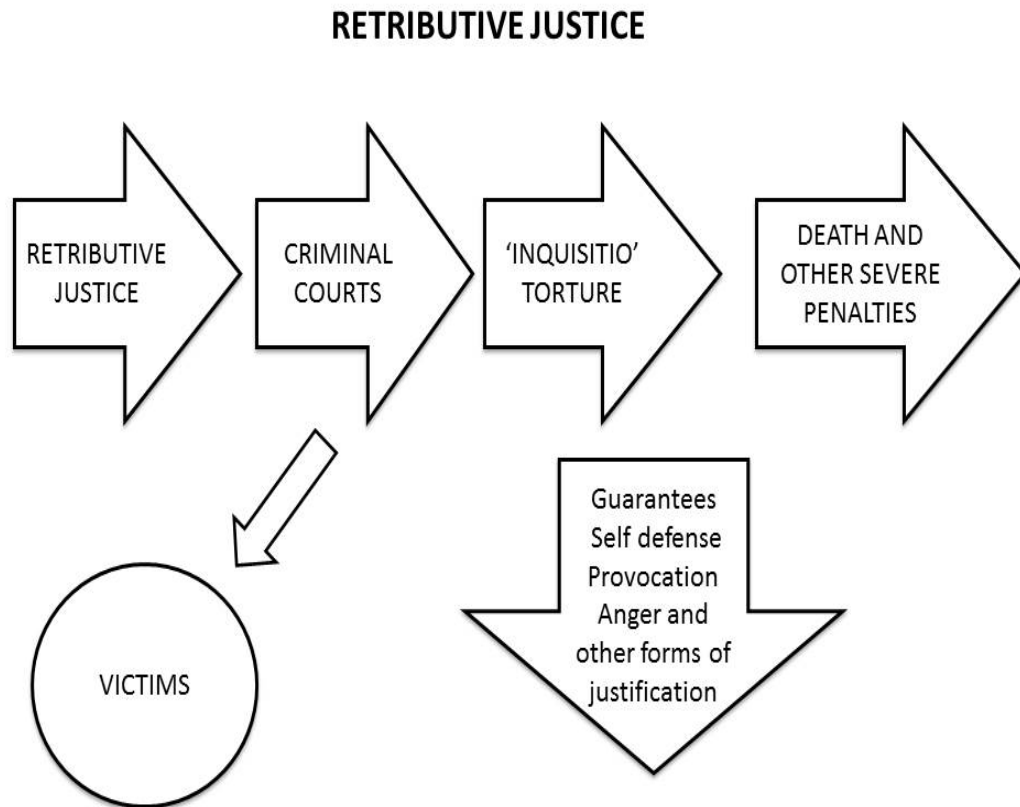 RETRIBUTIVE JUSTICE
RETRIBUTIVE
JUSTICE
CRIMINAL
COURTS
‘INQUISITIO’
TORTURE
DEATH AND
OTHER SEVERE
PENALTIES
VICTIMS
Guarantees
Self defense
Provocation
Anger and
other forms of
justification